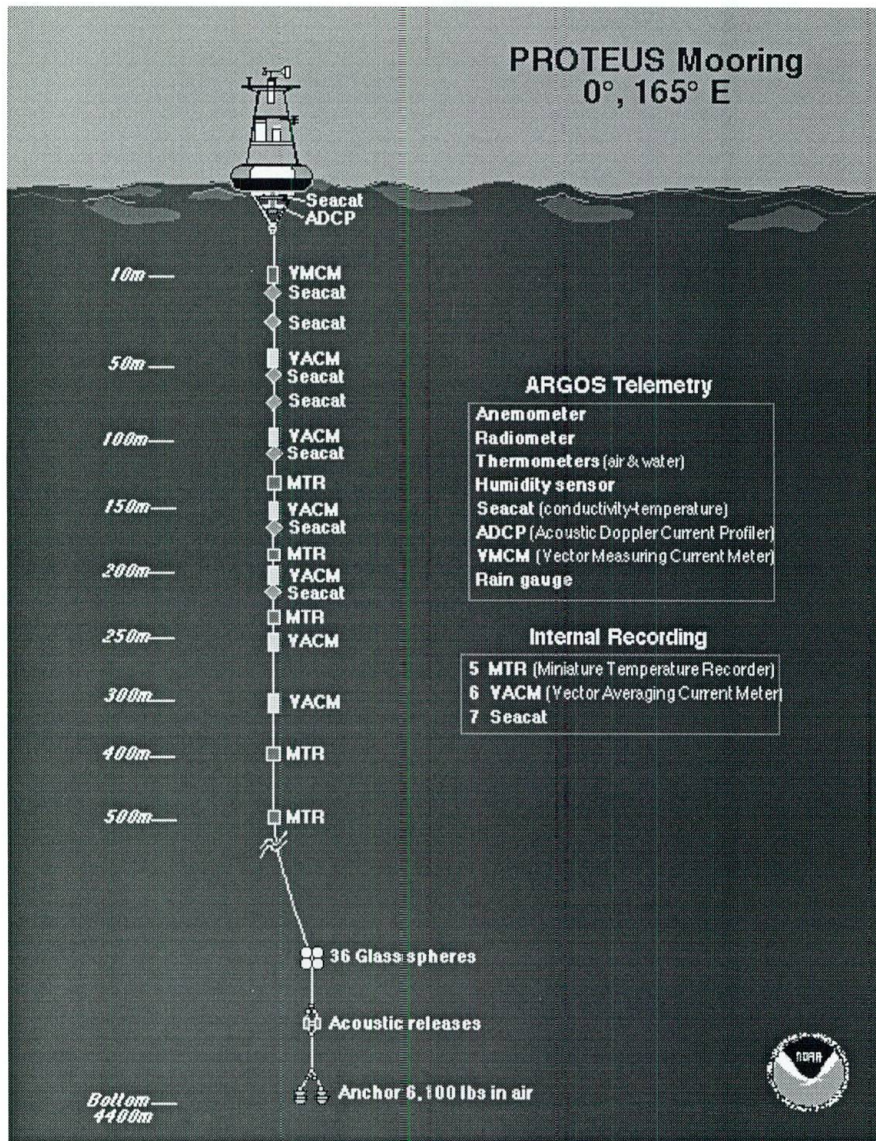 PROTEUS Mooring
0°, 165° E
Seacat
ADCP
10m
VMCM
Seacat
Seacat
50m
VACM
Seacat
Seacat
100m
VACM
Seacat
MTR
150m
VACM
Seacat
MTR
200m
VACM
Seacat
MTR
250m
VACM
300m
VACM
400m
MTR
500m
MTR
36 Glass spheres
Acoustic releases
Anchor 6,100 lbs in air
Bottom
4400m
ARGOS Telemetry
Anemometer
Radiometer
Thermometers (air & water)
Humidity sensor
Seacat (conductivity-temperature)
ADCP (Acoustic Doppler Current Profiler)
VMCM (Vector Measuring Current Meter)
Rain gauge
Internal Recording
5 MTR (Miniature Temperature Recorder)
6 VACM (Vector Averaging Current Meter)
7 Seacat
NOAA